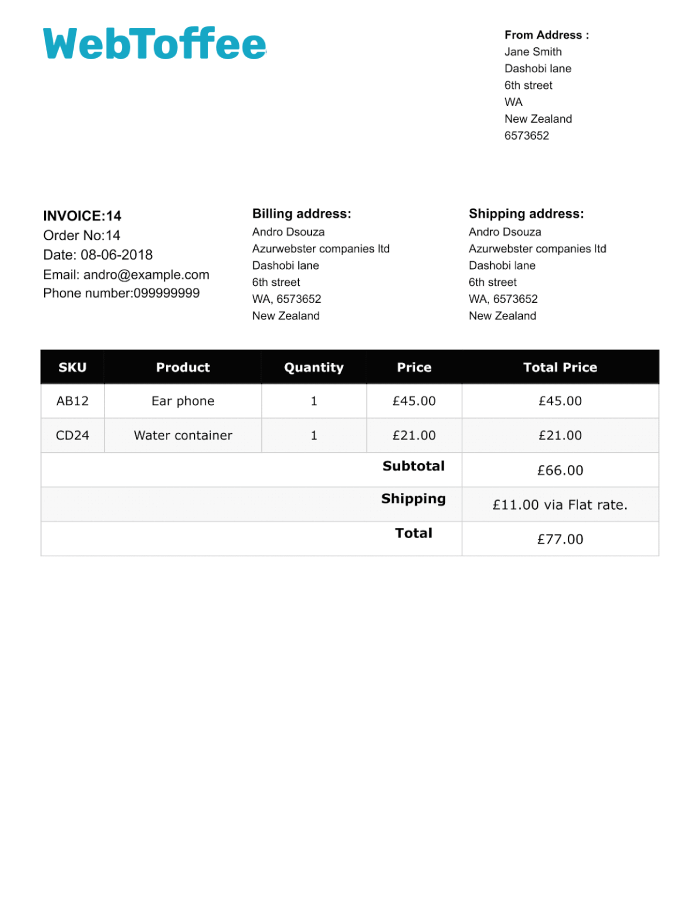 WebToffee
From Address :
Jane Smith
Dashobi lane
6th street
WA
New Zealand
6573652
INVOICE:14
Order No:14
Date: 08-06-2018
Email: andro@example.com
Phone number:099999999
Billing address:
Andro Dsouza
Azurwebster companies ltd
Dashobi lane
6th street
WA, 6573652
New Zealand
Shipping address:
Andro Dsouza
Azurwebster companies ltd
Dashobi lane
6th street
WA, 6573652
New Zealand
SKU Product Quantity Price Total Price
AB12 Ear phone 1 £45.00 £45.00
CD24 Water container 1 £21.00 £21.00
Subtotal £66.00
Shipping £11.00 via Flat rate.
Total £77.00